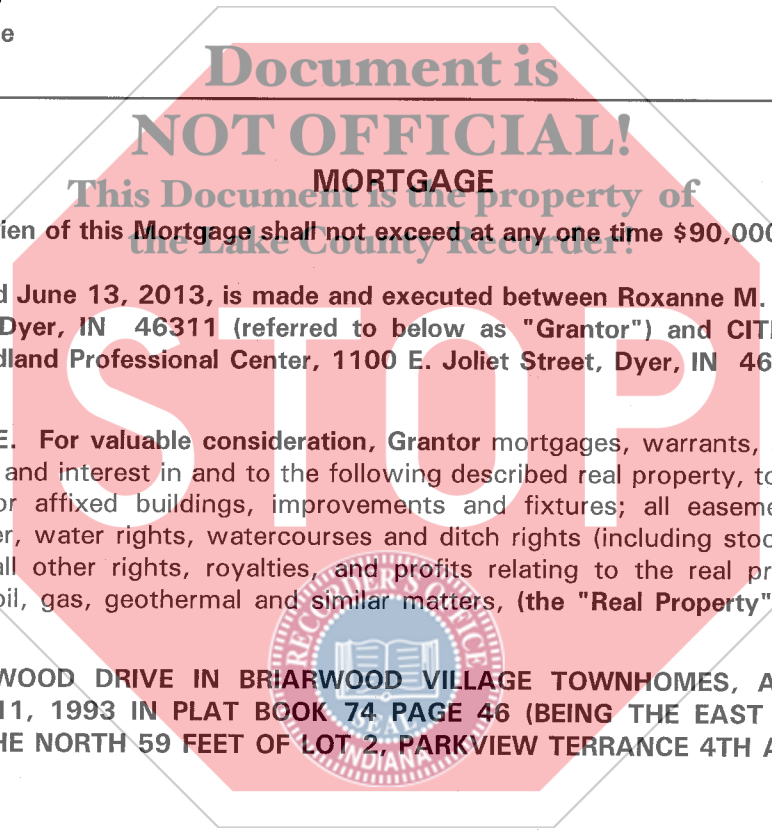 e
Document is
NOT OFFICIAL!
MORTGAGE
This Document is the property of
ien of this Mortgage shall not exceed at any one time $90,000
the Lake County Recorder!
d June 13, 2013, is made and executed between Roxanne M.
Dyer, IN 46311 (referred to below as "Grantor") and CITI
dland Professional Center, 1100 E. Joliet Street, Dyer, IN 46
STOP
E. For valuable consideration, Grantor mortgages, warrants,
and interest in and to the following described real property, to
or affixed buildings, improvements and fixtures; all easeme
er, water rights, watercourses and ditch rights (including stoc
all other rights, royalties, and profits relating to the real pr
oil, gas, geothermal and similar matters, (the "Real Property"
RECORDER'S OFFICE
WOOD DRIVE IN BRIARWOOD VILLAGE TOWNHOMES, A
11, 1993 IN PLAT BOOK 74 PAGE 46 (BEING THE EAST
SEAL
HE NORTH 59 FEET OF LOT 2, PARKVIEW TERRANCE 4TH A
INDIANA